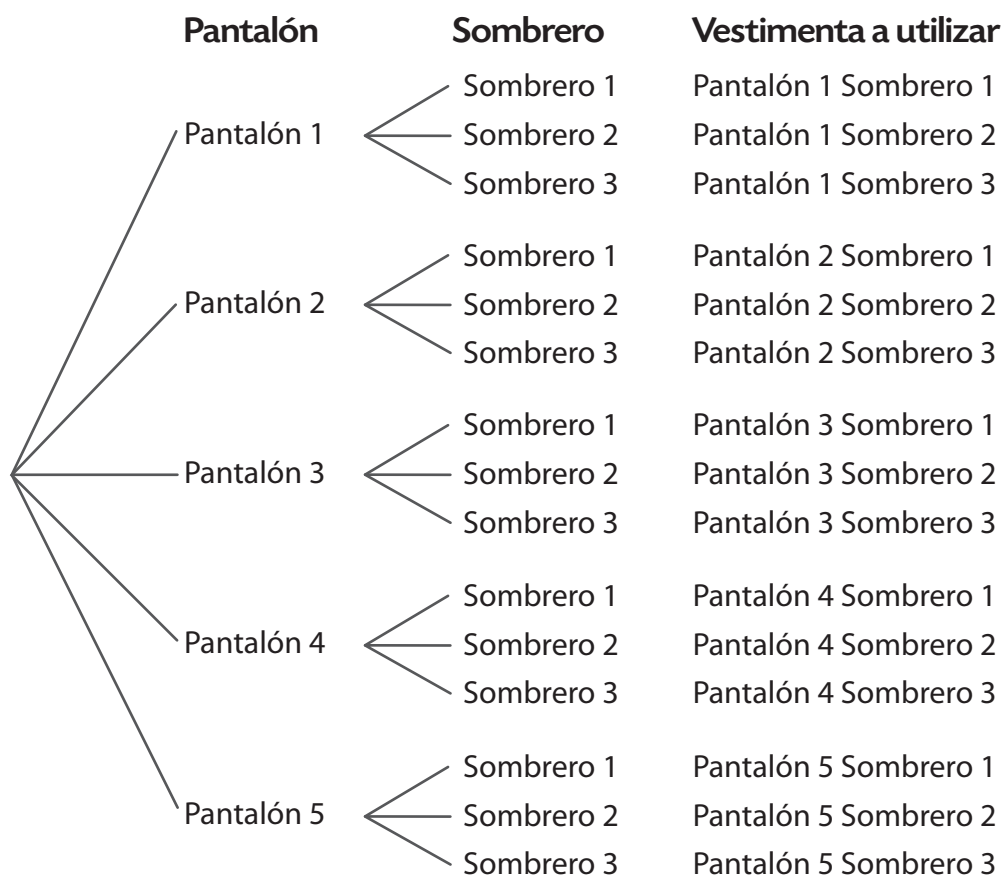 Pantalón Sombrero Vestimenta a utilizar
Sombrero 1 Pantalón 1 Sombrero 1
Pantalón 1 Sombrero 2 Pantalón 1 Sombrero 2
Sombrero 3 Pantalón 1 Sombrero 3
Sombrero 1 Pantalón 2 Sombrero 1
Pantalón 2 Sombrero 2 Pantalón 2 Sombrero 2
Sombrero 3 Pantalón 2 Sombrero 3
Sombrero 1 Pantalón 3 Sombrero 1
Pantalón 3 Sombrero 2 Pantalón 3 Sombrero 2
Sombrero 3 Pantalón 3 Sombrero 3
Sombrero 1 Pantalón 4 Sombrero 1
Pantalón 4 Sombrero 2 Pantalón 4 Sombrero 2
Sombrero 3 Pantalón 4 Sombrero 3
Sombrero 1 Pantalón 5 Sombrero 1
Pantalón 5 Sombrero 2 Pantalón 5 Sombrero 2
Sombrero 3 Pantalón 5 Sombrero 3